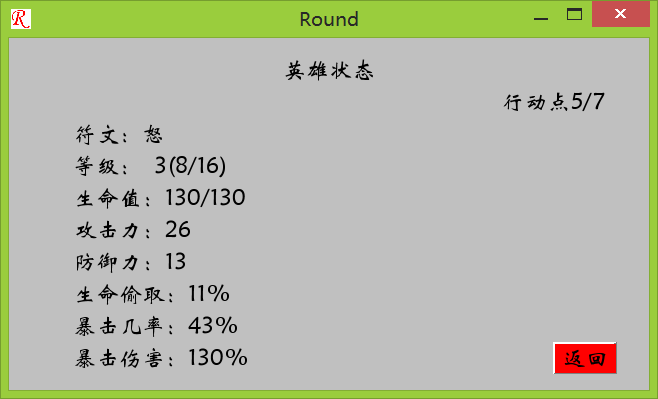 R
Round
英雄状态
行动点5/7
符文：怒
等级： 3(8/16)
生命值：130/130
攻击力：26
防御力：13
生命偷取：11%
暴击几率：43%
暴击伤害：130%
返回